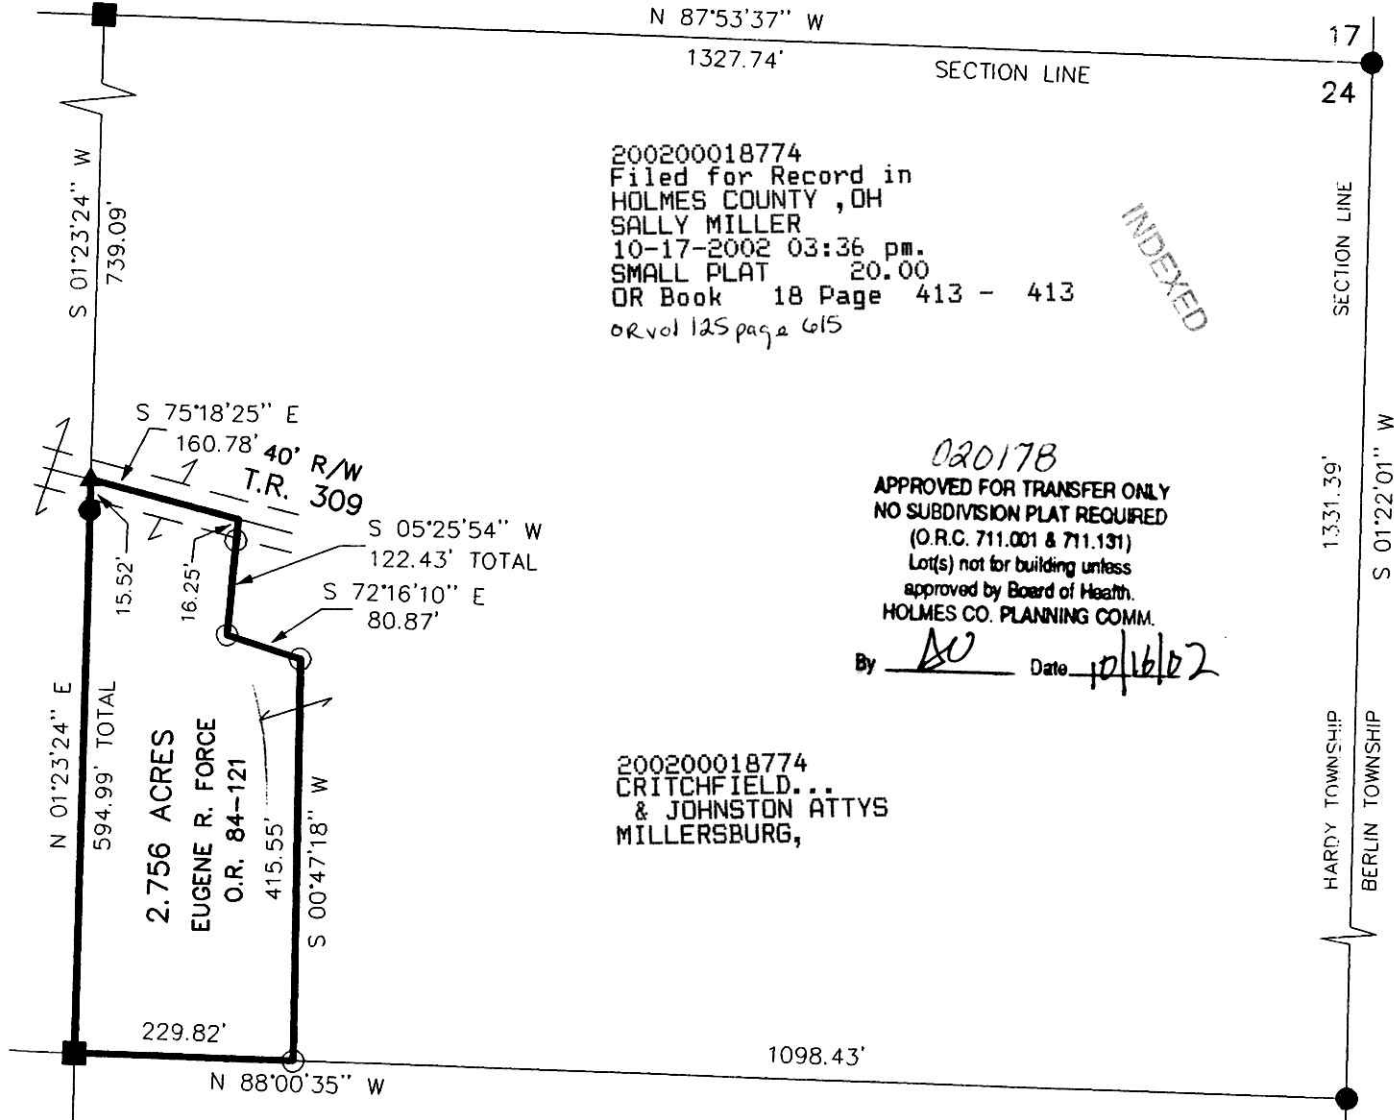 N 87°53'37" W
1327.74'
SECTION LINE
17
24
S 01°23'24" W
739.09'
200200018774
Filed for Record in
HOLMES COUNTY ,OH
SALLY MILLER
10-17-2002 03:36 pm.
SMALL PLAT 20.00
OR Book 18 Page 413 - 413
OR vol 125 page 615
INDEXED
SECTION LINE
S 75°18'25" E
160.78'
40' R/W
T.R. 309
S 05°25'54" W
122.43' TOTAL
15.52'
16.25'
S 72°16'10" E
80.87'
020178
APPROVED FOR TRANSFER ONLY
NO SUBDIVISION PLAT REQUIRED
(O.R.C. 711.001 & 711.131)
Lot(s) not for building unless
approved by Board of Health.
HOLMES CO. PLANNING COMM.
By Date 10/16/02
1331.39'
S 01°22'01" W
N 01°23'24" E
594.99' TOTAL
2.756 ACRES
EUGENE R. FORCE
O.R. 84-121
415.55'
S 00°47'18" W
200200018774
CRITCHFIELD...
& JOHNSTON ATTYS
MILLERSBURG,
HARDY TOWNSHIP
BERLIN TOWNSHIP
229.82'
N 88°00'35" W
1098.43'